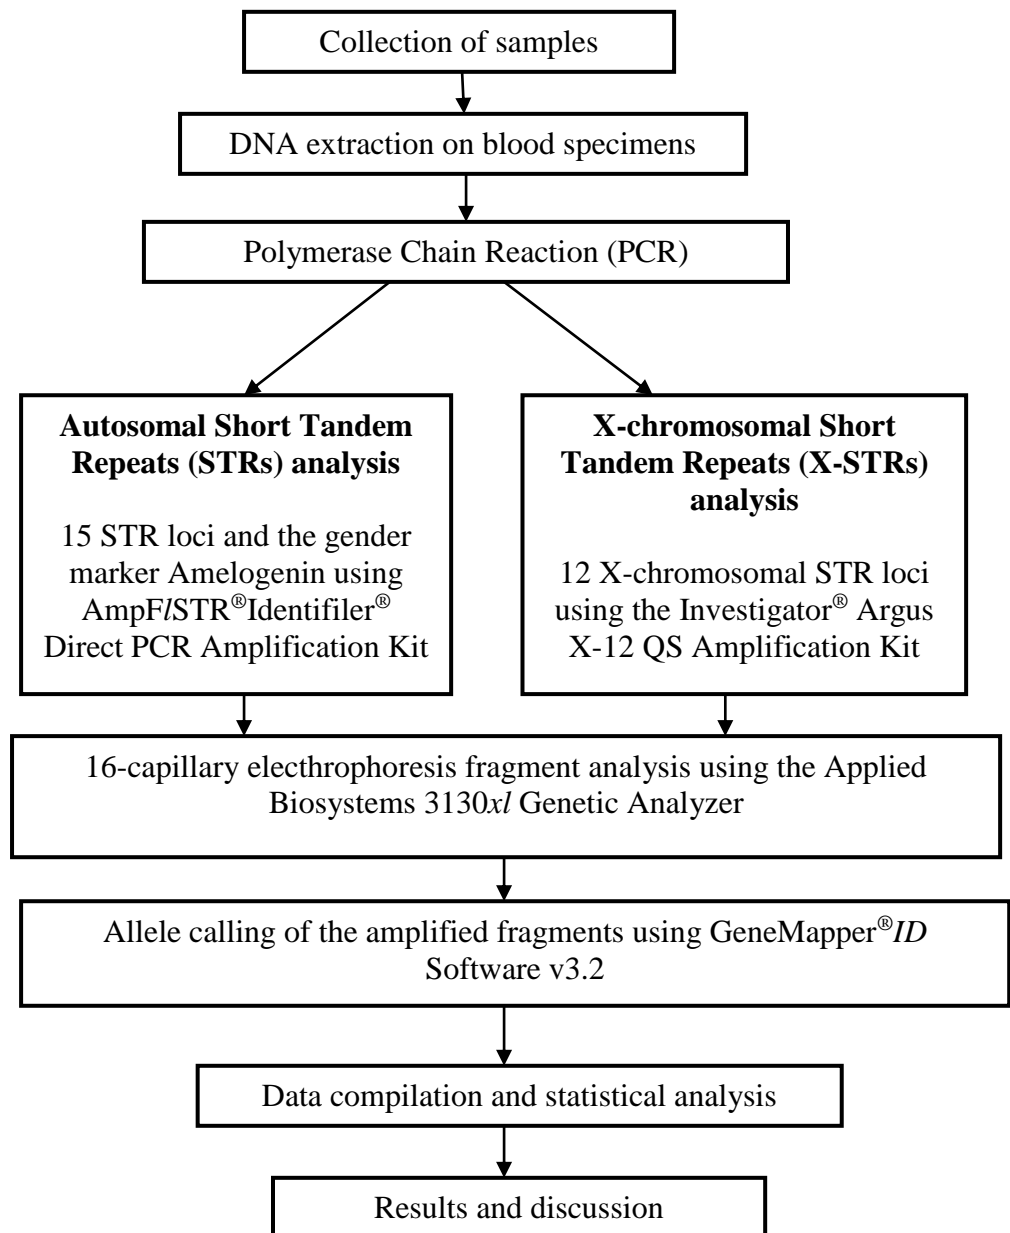 Collection of samples
DNA extraction on blood specimens
Polymerase Chain Reaction (PCR)
Autosomal Short Tandem
Repeats (STRs) analysis
15 STR loci and the gender
marker Amelogenin using
AmpFlSTR®Identifiler®
Direct PCR Amplification Kit
X-chromosomal Short
Tandem Repeats (X-STRs)
analysis
12 X-chromosomal STR loci
using the Investigator® Argus
X-12 QS Amplification Kit
16-capillary electhrophoresis fragment analysis using the Applied
Biosystems 3130xl Genetic Analyzer
Allele calling of the amplified fragments using GeneMapper®ID
Software v3.2
Data compilation and statistical analysis
Results and discussion